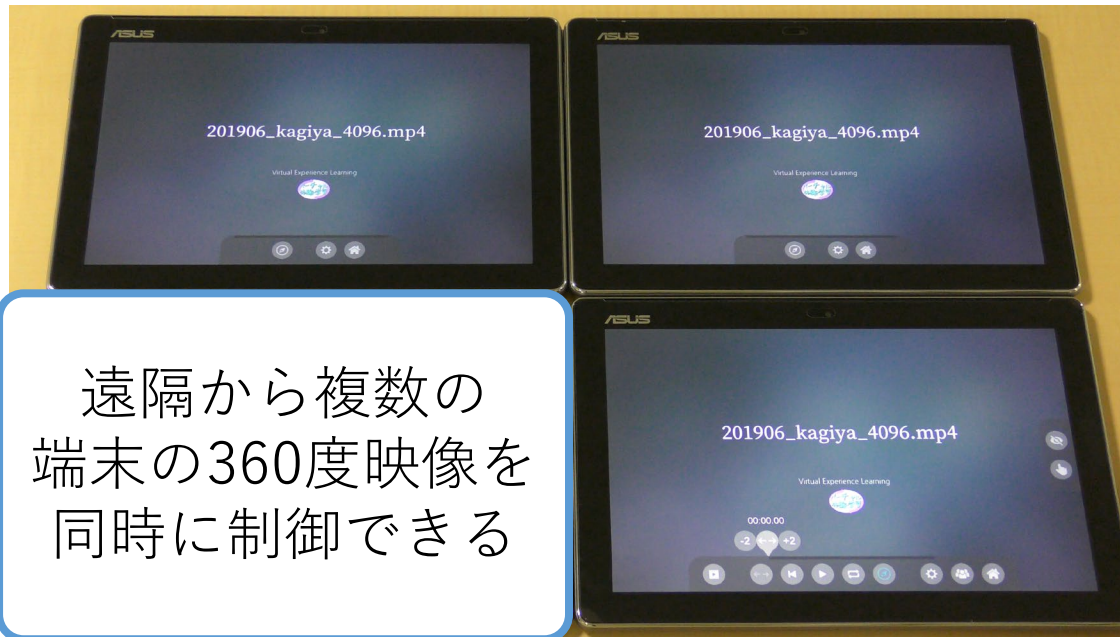 ASUS
201906_kagiya_4096.mp4
Virtual Experience Learning
ASUS
201906_kagiya_4096.mp4
Virtual Experience Learning
遠隔から複数の
端末の360度映像を
同時に制御できる
ASUS
201906_kagiya_4096.mp4
Virtual Experience Learning
00:00.00
-2
+2